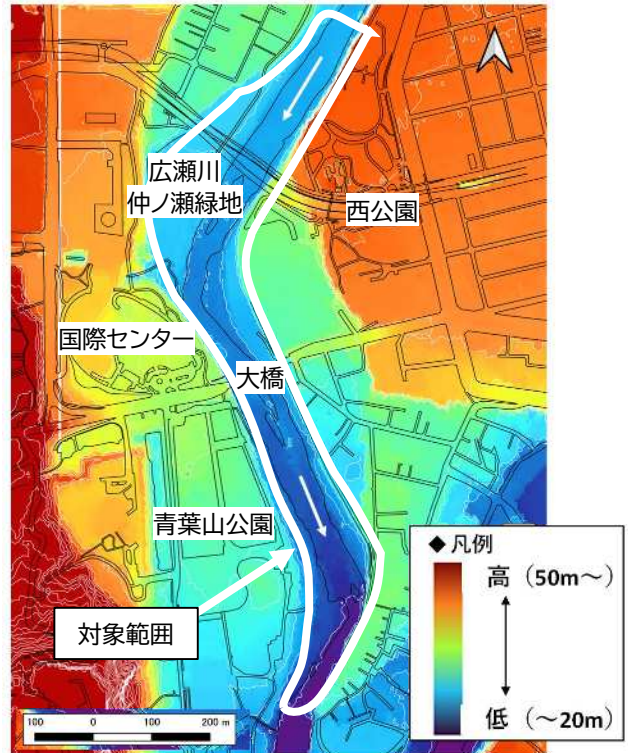 広瀬川
仲ノ瀬緑地
西公園
国際センター
大橋
青葉山公園
対象範囲
◆凡例
高（50m～）
低（～20m）
100 0 100 200 m